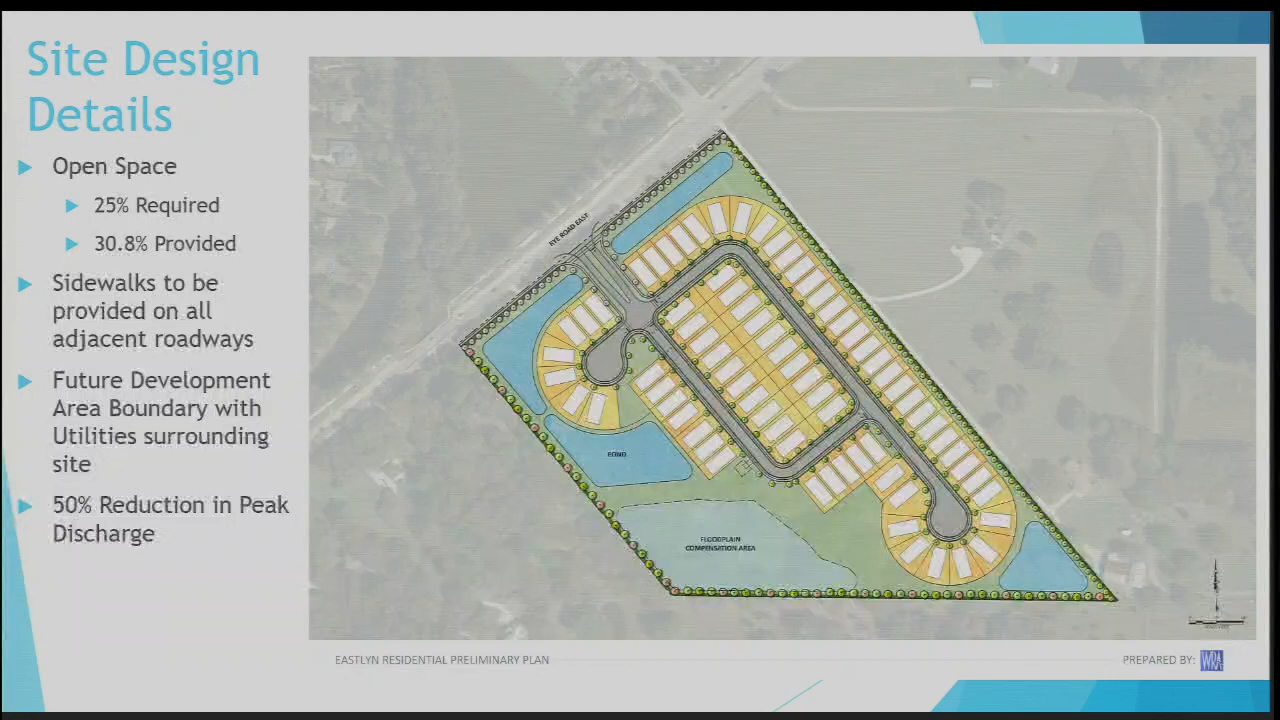 Site Design
Details
Open Space
25% Required
30.8% Provided
Sidewalks to be
provided on all
adjacent roadways
Future Development
Area Boundary with
Utilities surrounding
site
50% Reduction in Peak
Discharge
RYE ROAD EAST
POND
FLOODPLAIN
COMPENSATION AREA
EASTLYN RESIDENTIAL PRELIMINARY PLAN
PREPARED BY: WRA